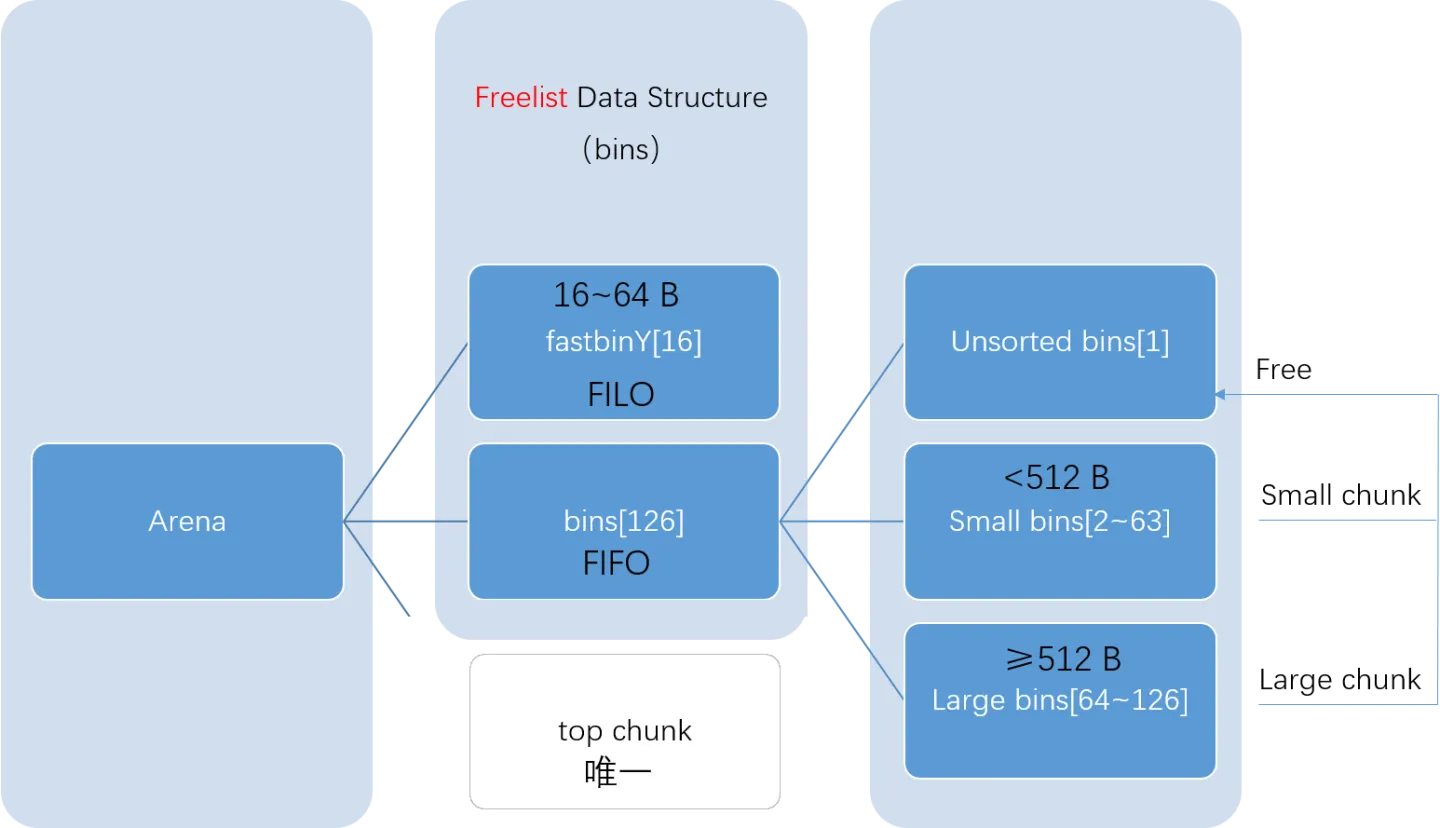 Freelist Data Structure
（bins）
16~64 B
fastbinY[16]
FILO
Unsorted bins[1]
Free
Arena
bins[126]
FIFO
<512 B
Small bins[2~63]
Small chunk
≥512 B
Large bins[64~126]
Large chunk
top chunk
唯一